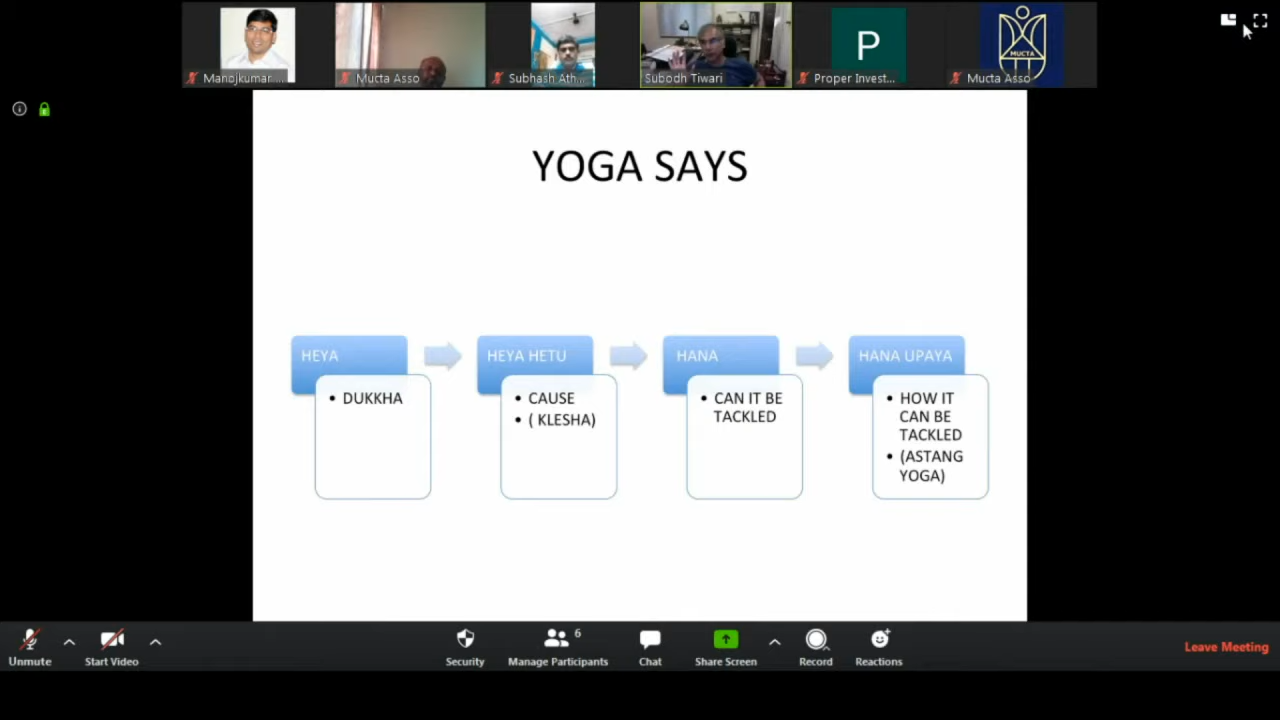 Manojkumar ...
Mucta Asso
Subhash Ath...
Subodh Tiwari
P
Proper Invest...
MUCTA
Mucta Asso
YOGA SAYS
HEYA
• DUKKHA
HEYA HETU
• CAUSE
• ( KLESHA)
HANA
• CAN IT BE
TACKLED
HANA UPAYA
• HOW IT
CAN BE
TACKLED
• (ASTANG
YOGA)
Unmute
Start Video
Security
6
Manage Participants
Chat
Share Screen
Record
Reactions
Leave Meeting